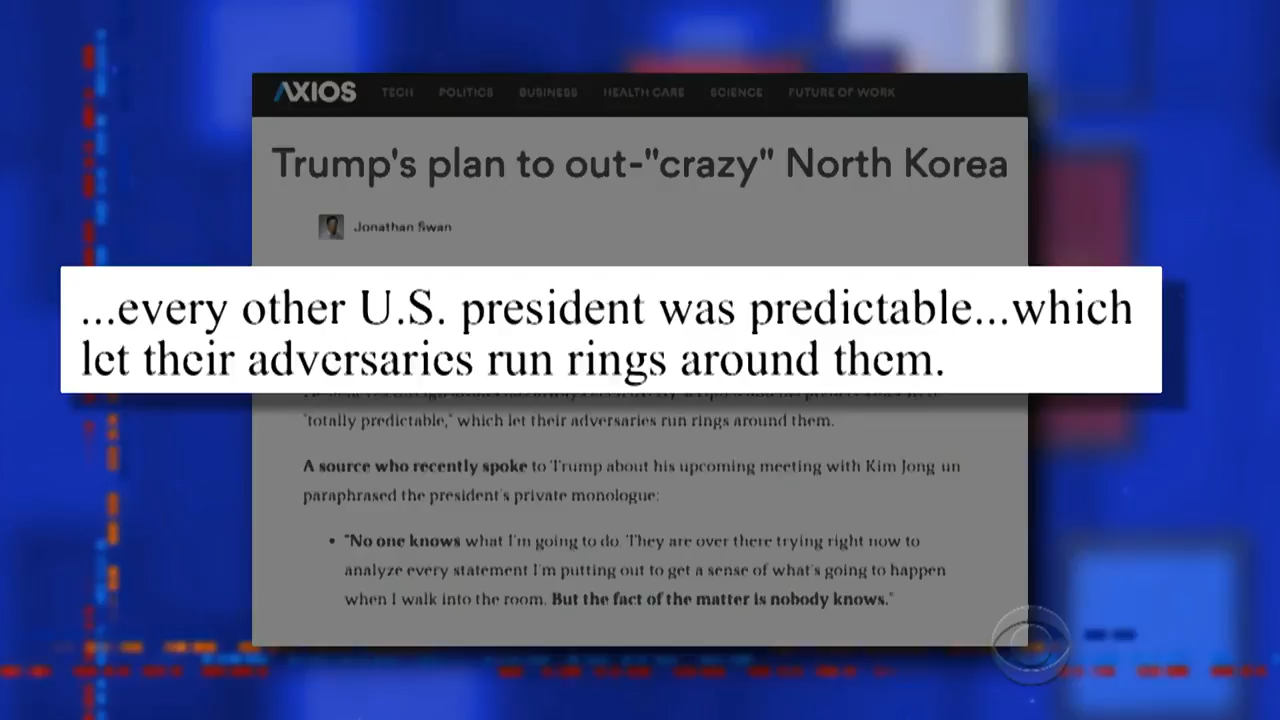 AXIOS TECH POLITICS BUSINESS HEALTH CARE SCIENCE FUTURE OF WORK
Trump's plan to out-"crazy" North Korea
Jonathan Swan
...every other U.S. president was predictable...which
let their adversaries run rings around them.
"totally predictable," which let their adversaries run rings around them.
A source who recently spoke to Trump about his upcoming meeting with Kim Jong un
paraphrased the president's private monologue:
• "No one knows what I'm going to do. They are over there trying right now to
analyze every statement I'm putting out to get a sense of what's going to happen
when I walk into the room. But the fact of the matter is nobody knows."